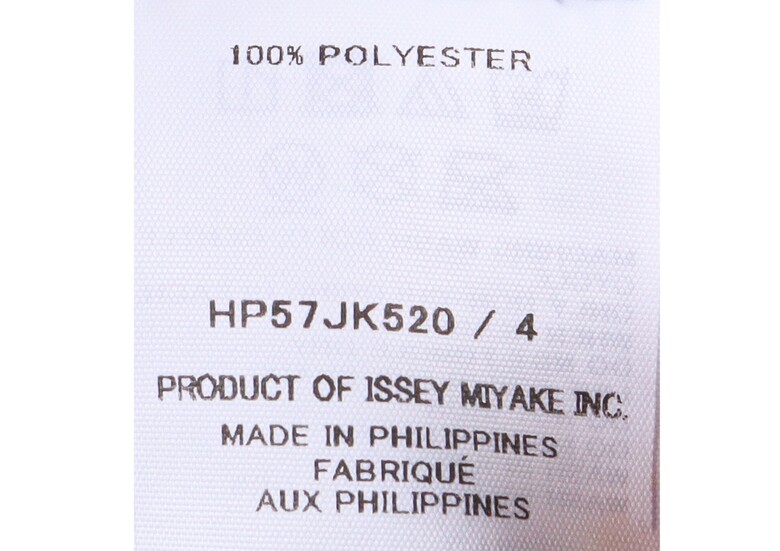 100% POLYESTER
HP57JK520 / 4
PRODUCT OF ISSEY MIYAKE INC.
MADE IN PHILIPPINES
FABRIQUÉ
AUX PHILIPPINES